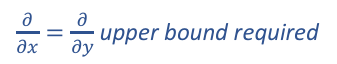 ∂/∂x = ∂/∂y upper bound required